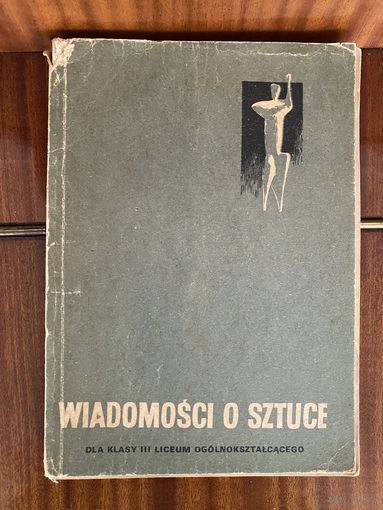 WIADOMOŚCI O SZTUCE
DLA KLASY III LICEUM OGÓLNOKSZTAŁCĄCEGO